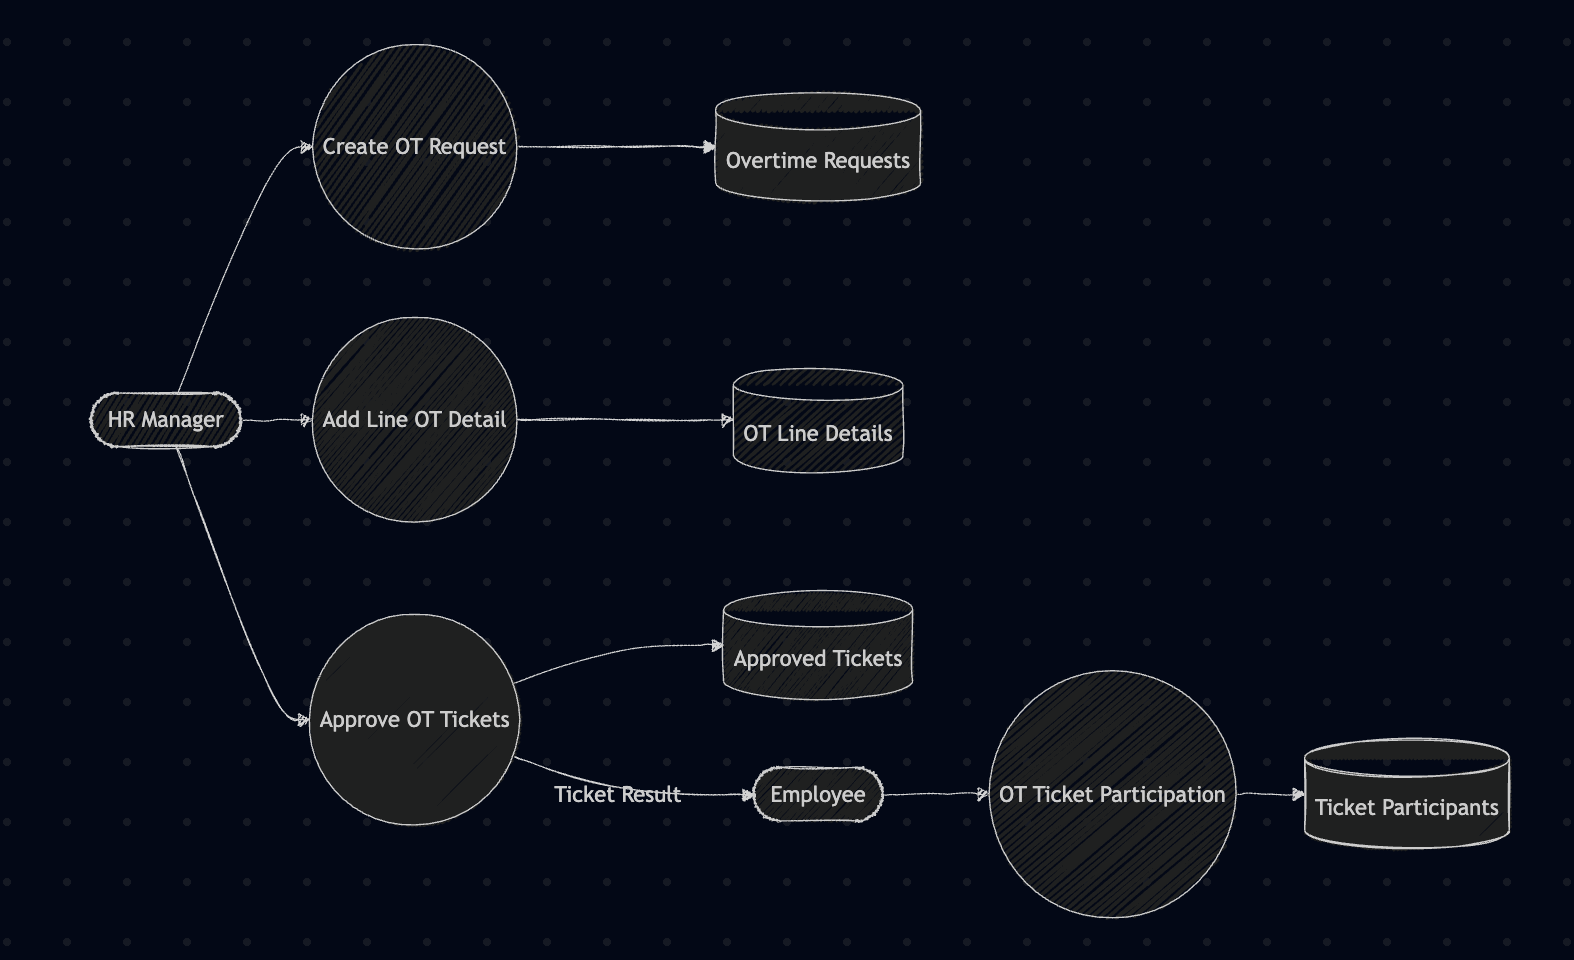 Create OT Request
Overtime Requests
HR Manager
Add Line OT Detail
OT Line Details
Approved Tickets
Approve OT Tickets
Ticket Result
Employee
OT Ticket Participation
Ticket Participants